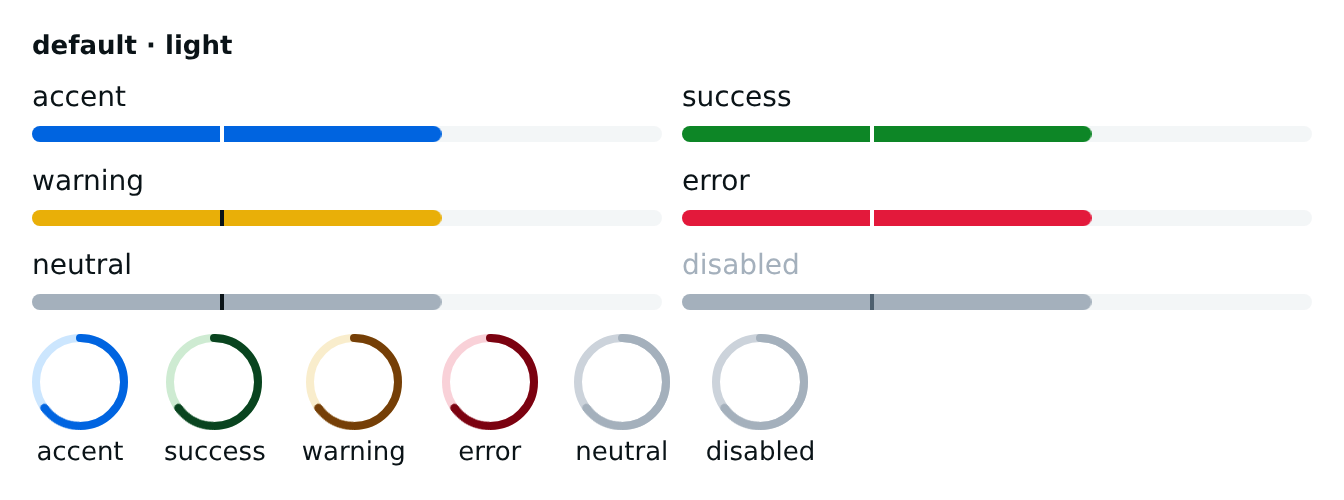 default · light
accent
success
warning
error
neutral
disabled
accent success warning error neutral disabled